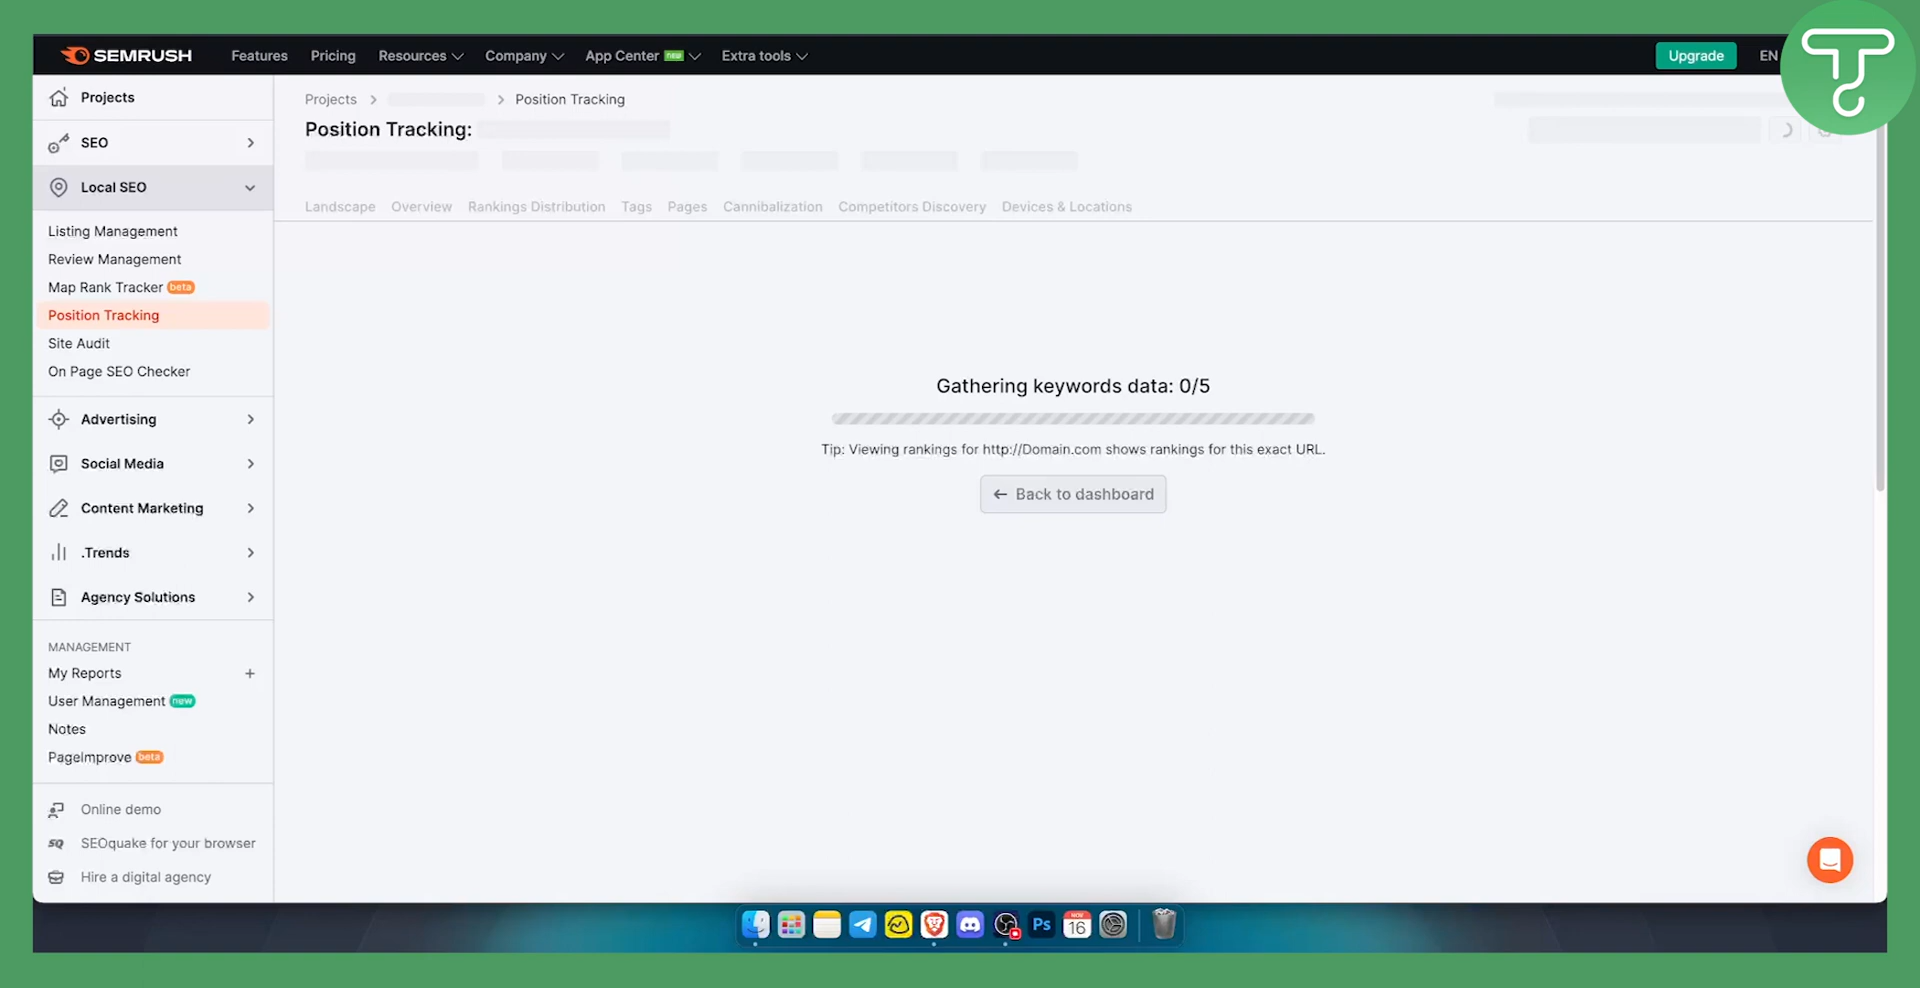 SEMRUSH Features Pricing Resources Company App Center new Extra tools Upgrade EN
Projects
SEO
Local SEO
Listing Management
Review Management
Map Rank Tracker beta
Position Tracking
Site Audit
On Page SEO Checker
Advertising
Social Media
Content Marketing
.Trends
Agency Solutions
MANAGEMENT
My Reports +
User Management new
Notes
PageImprove beta
Online demo
SQ SEOquake for your browser
Hire a digital agency
Projects > > Position Tracking
Position Tracking:
Landscape Overview Rankings Distribution Tags Pages Cannibalization Competitors Discovery Devices & Locations
Gathering keywords data: 0/5
Tip: Viewing rankings for http://Domain.com shows rankings for this exact URL.
← Back to dashboard
Ps
NOV
16